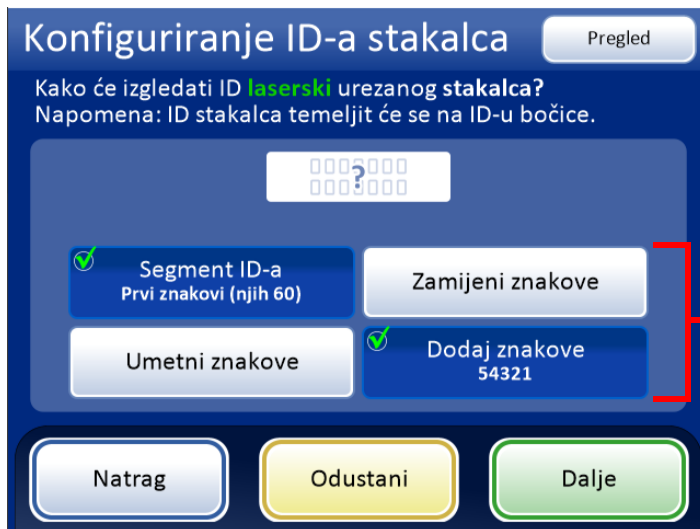 Konfiguriranje ID-a stakalca
Pregled
Kako će izgledati ID laserski urezanog stakalca?
Napomena: ID stakalca temeljit će se na ID-u bočice.
?
Segment ID-a
Prvi znakovi (njih 60)
Zamijeni znakove
Umetni znakove
Dodaj znakove
54321
Natrag
Odustani
Dalje